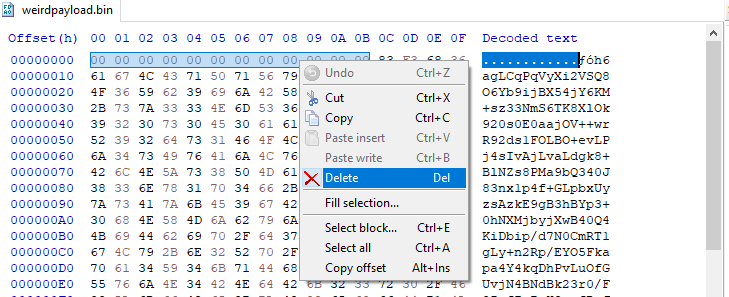 weirdpayload.bin
Offset(h) 00 01 02 03 04 05 06 07 08 09 0A 0B 0C 0D 0E 0F Decoded text
00000000 00 00 00 00 00 00 00 00 00 00 00 00 83 F3 68 36 ............ƒóh6
00000010 61 67 4C 43 71 50 71 56 79 agLCqPqVyXi2VSQ8
00000020 4F 36 59 62 39 69 6A 42 58 O6Yb9ijBX54jY6KM
00000030 2B 73 7A 33 33 4E 6D 53 36 +sz33NmS6TK8XlOk
00000040 39 32 30 73 30 45 30 61 61 920s0E0aajOV++wr
00000050 52 39 32 64 73 31 46 4F 4C R92ds1FOLBO+evLP
00000060 6A 34 73 49 76 41 6A 4C 76 j4sIvAjLvaLdgk8+
00000070 42 6C 4E 5A 73 38 50 4D 61 BlNZs8PMa9bQ340J
00000080 38 33 6E 78 31 70 34 66 2B 83nx1p4f+GLpbxUy
00000090 7A 73 41 7A 6B 45 39 67 42 zsAzkE9gB3hBYp3+
000000A0 30 68 4E 58 4D 6A 62 79 6A 0hNXMjbyjXwB40Q4
000000B0 4B 69 44 62 69 70 2F 64 37 KiDbip/d7N0CmRTl
000000C0 67 4C 79 2B 6E 32 52 70 2F gLy+n2Rp/EYO5Fka
000000D0 70 61 34 59 34 6B 71 44 68 pa4Y4kqDhPvLuOfG
000000E0 55 76 6A 4E 34 42 4E 64 42 6B 32 33 72 30 2F 46 UvjN4BNdBk23r0/F
Undo Ctrl+Z
Cut Ctrl+X
Copy Ctrl+C
Paste insert Ctrl+V
Paste write Ctrl+B
Delete Del
Fill selection...
Select block... Ctrl+E
Select all Ctrl+A
Copy offset Alt+Ins